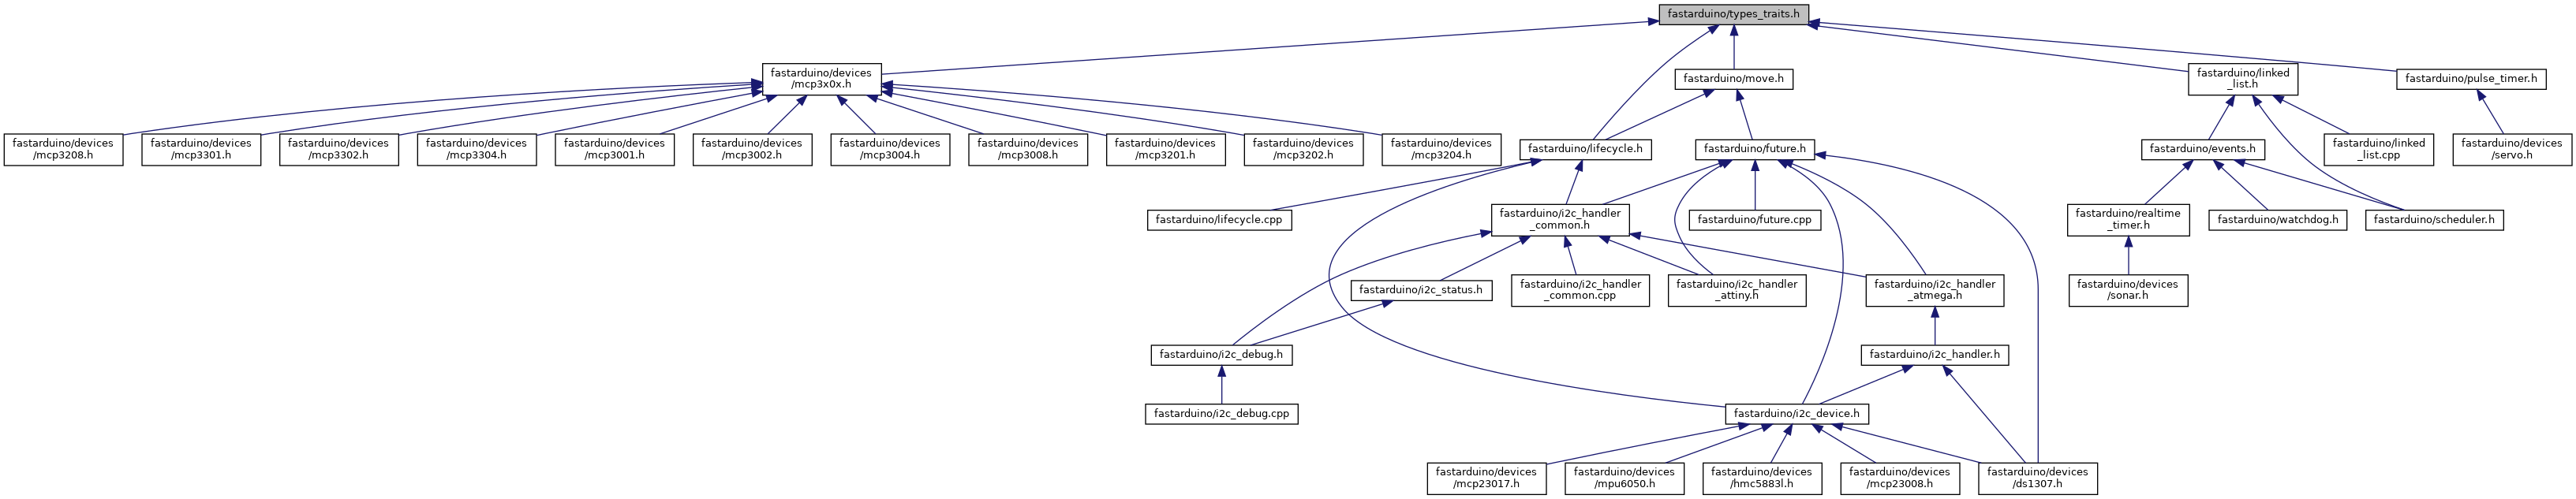 fastarduino/types_traits.h
fastarduino/devices
/mcp3x0x.h
fastarduino/move.h
fastarduino/linked
_list.h
fastarduino/pulse_timer.h
fastarduino/devices
/mcp3208.h
fastarduino/devices
/mcp3301.h
fastarduino/devices
/mcp3302.h
fastarduino/devices
/mcp3304.h
fastarduino/devices
/mcp3001.h
fastarduino/devices
/mcp3002.h
fastarduino/devices
/mcp3004.h
fastarduino/devices
/mcp3008.h
fastarduino/devices
/mcp3201.h
fastarduino/devices
/mcp3202.h
fastarduino/devices
/mcp3204.h
fastarduino/lifecycle.h
fastarduino/future.h
fastarduino/events.h
fastarduino/linked
_list.cpp
fastarduino/devices
/servo.h
fastarduino/lifecycle.cpp
fastarduino/i2c_handler
_common.h
fastarduino/future.cpp
fastarduino/realtime
_timer.h
fastarduino/watchdog.h
fastarduino/scheduler.h
fastarduino/i2c_status.h
fastarduino/i2c_handler
_common.cpp
fastarduino/i2c_handler
_attiny.h
fastarduino/i2c_handler
_atmega.h
fastarduino/devices
/sonar.h
fastarduino/i2c_debug.h
fastarduino/i2c_handler.h
fastarduino/i2c_debug.cpp
fastarduino/i2c_device.h
fastarduino/devices
/mcp23017.h
fastarduino/devices
/mpu6050.h
fastarduino/devices
/hmc5883l.h
fastarduino/devices
/mcp23008.h
fastarduino/devices
/ds1307.h